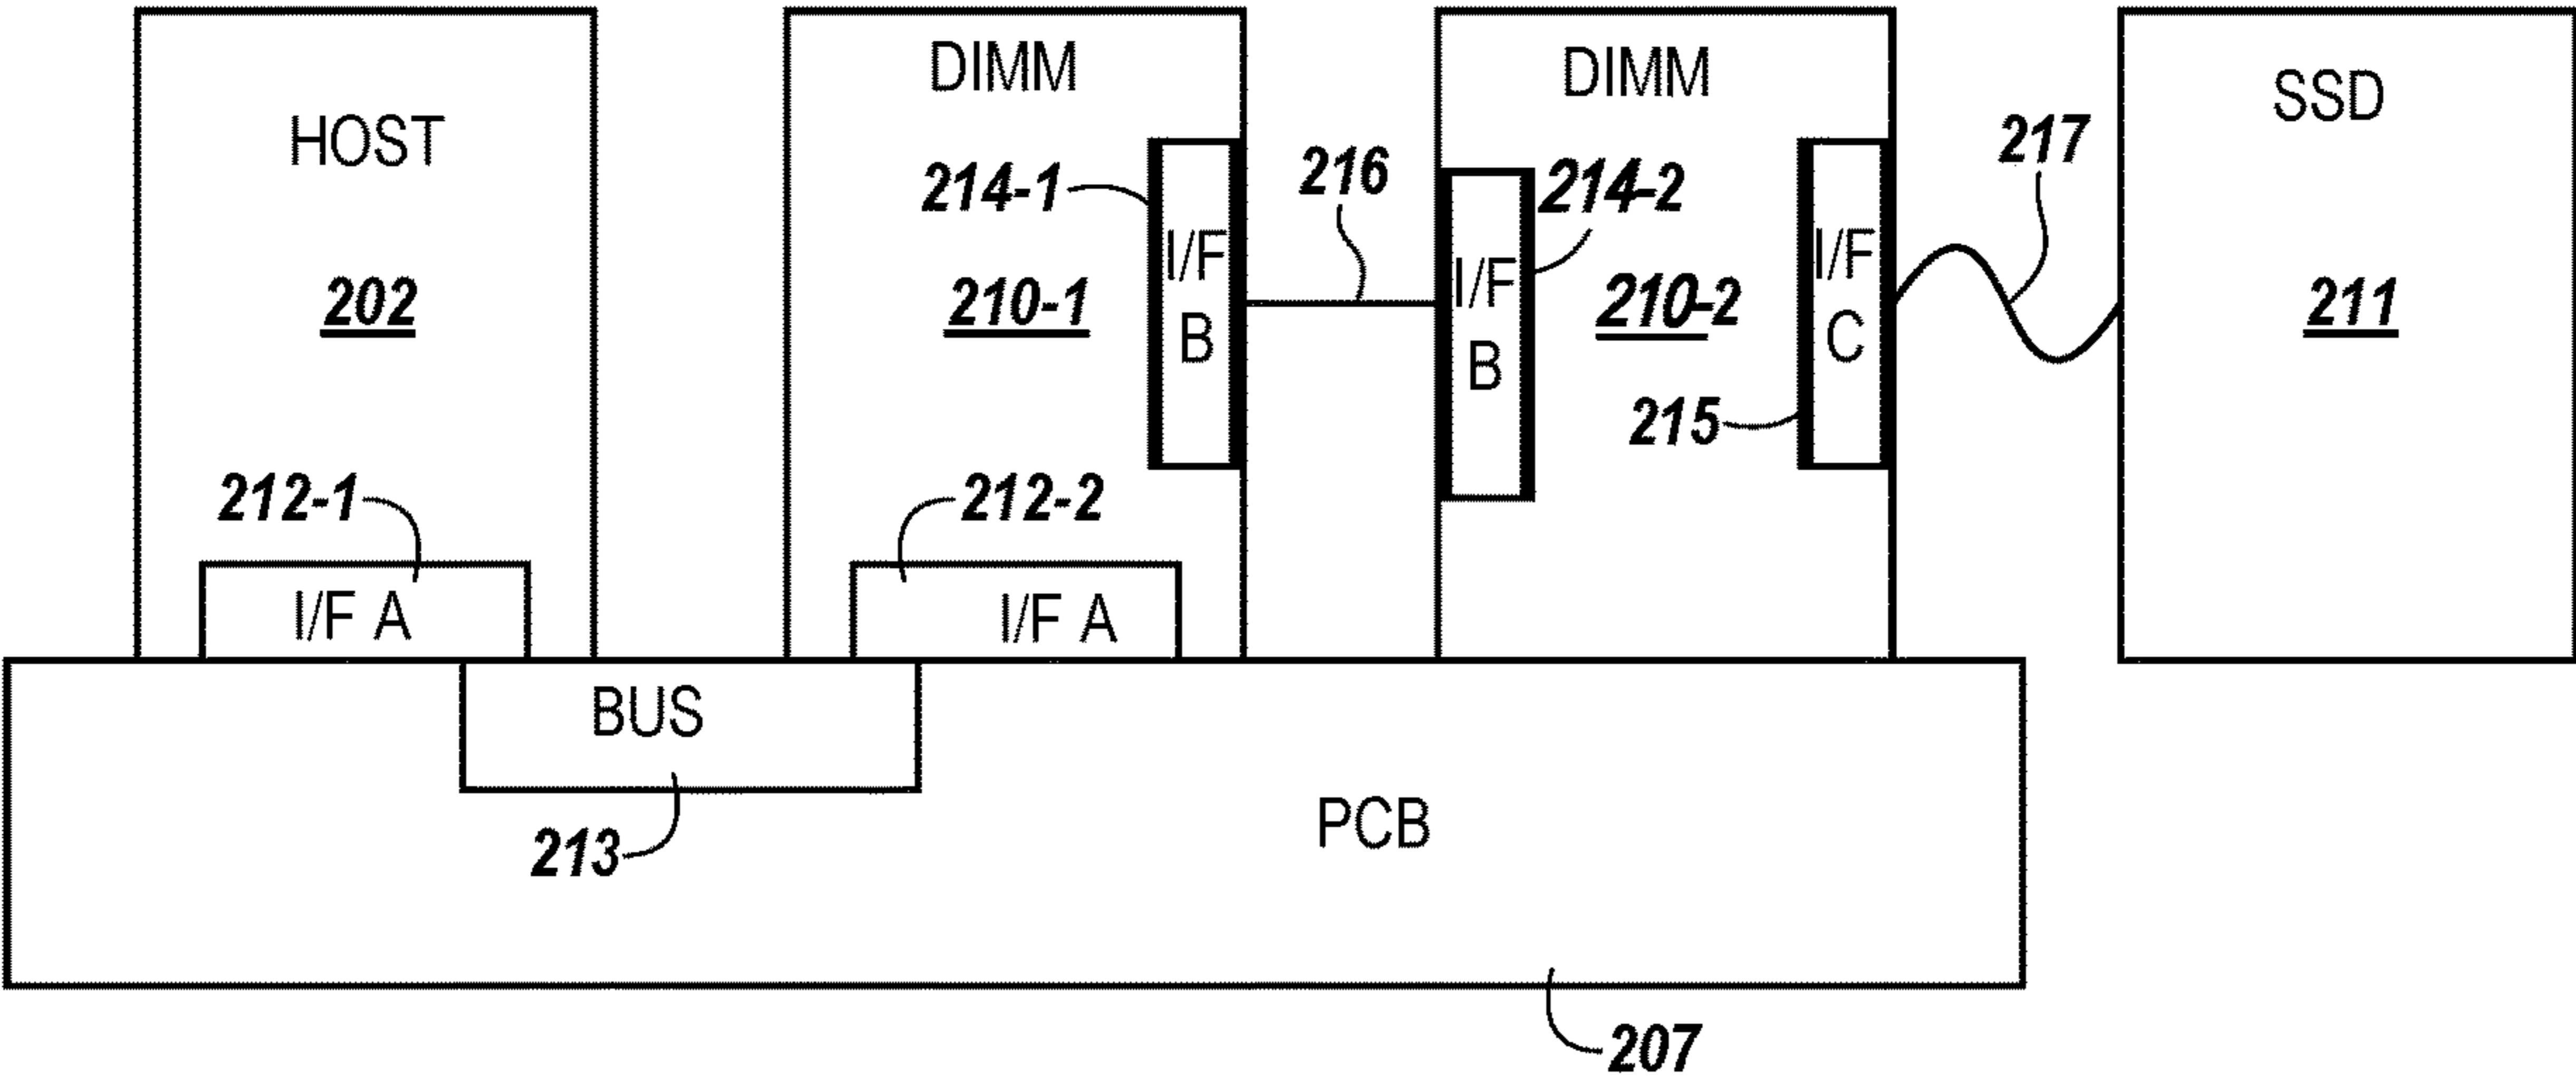 HOST
202
212-1
I/F A
DIMM
214-1
I/F
B
210-1
212-2
I/F A
216
DIMM
214-2
I/F
B
210-2
I/F
C
215
217
SSD
211
BUS
213
PCB
207